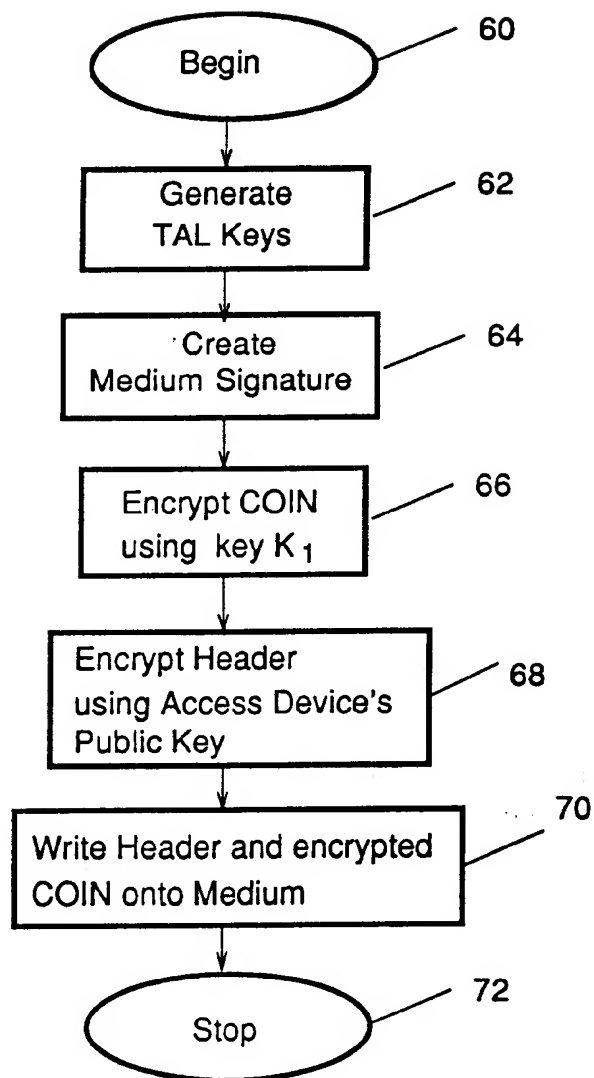 Begin
60
Generate
TAL Keys
62
Create
Medium Signature
64
Encrypt COIN
using key K1
66
Encrypt Header
using Access Device's
Public Key
68
Write Header and encrypted
COIN onto Medium
70
Stop
72